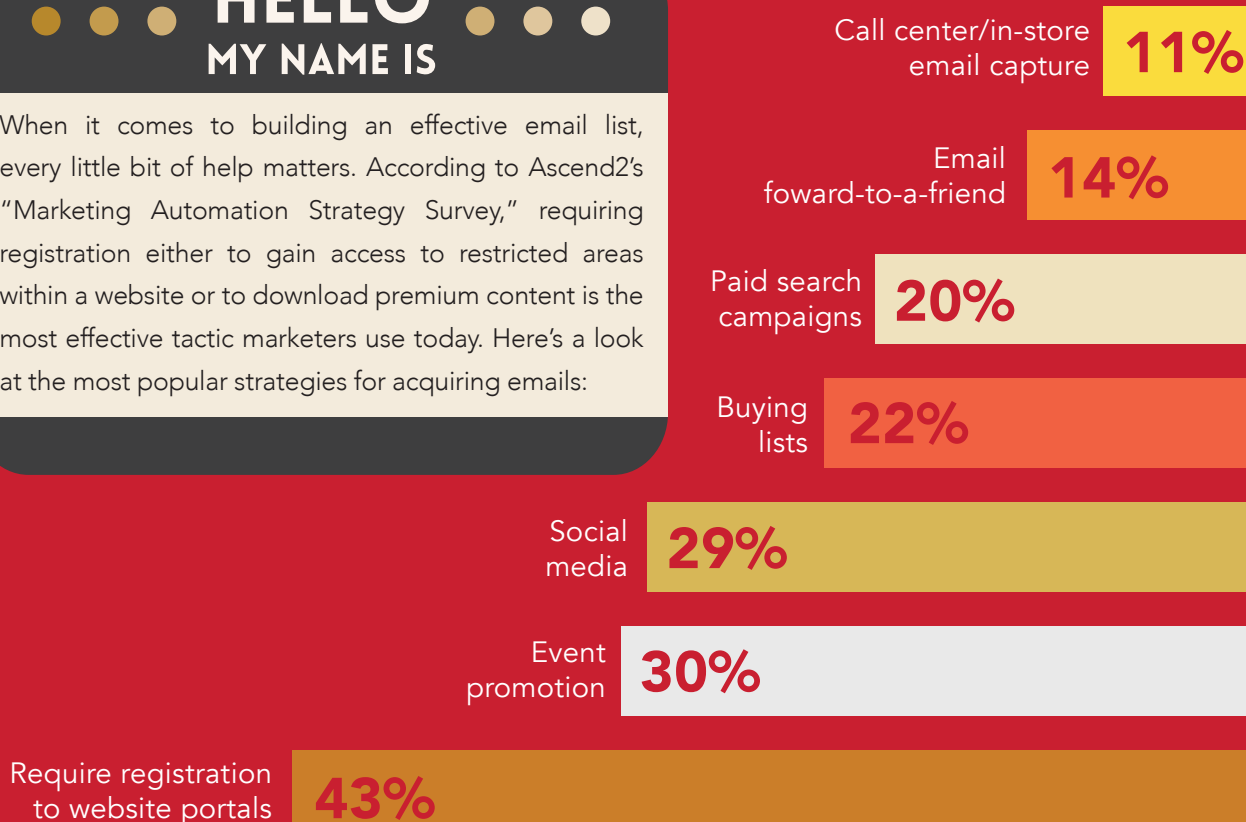 HELLO
MY NAME IS
When it comes to building an effective email list,
every little bit of help matters. According to Ascend2’s
“Marketing Automation Strategy Survey,” requiring
registration either to gain access to restricted areas
within a website or to download premium content is the
most effective tactic marketers use today. Here’s a look
at the most popular strategies for acquiring emails:
Call center/in-store
email capture
11%
Email
foward-to-a-friend
14%
Paid search
campaigns
20%
Buying
lists
22%
Social
media
29%
Event
promotion
30%
Require registration
to website portals
43%